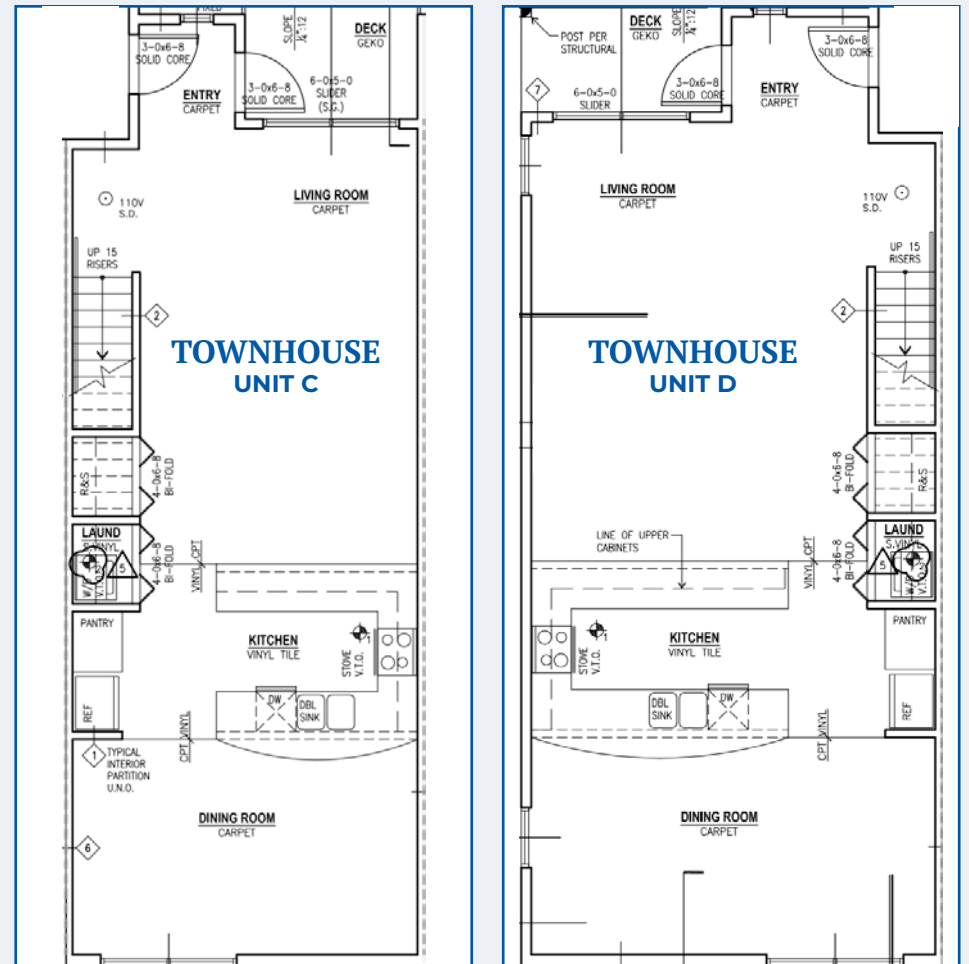 FIXED
3-0x6-8
SOLID CORE
ENTRY
CARPET
3-0x6-8
SOLID CORE
SLOPE
¼":12
DECK
GEKO
6-0x5-0
SLIDER
(S.G.)
LIVING ROOM
CARPET
110V
S.D.
UP 15
RISERS
2
TOWNHOUSE
UNIT C
R&S
4-0x6-8
BI-FOLD
LAUND
S.VINYL
W/D
V.T.O.
5
4-0x6-8
BI-FOLD
VINYL CPT
PANTRY
KITCHEN
VINYL TILE
1
STOVE
V.T.O.
REF
DW
DBL
SINK
CPT VINYL
1
TYPICAL
INTERIOR
PARTITION
U.N.O.
DINING ROOM
CARPET
6
POST PER
STRUCTURAL
DECK
GEKO
SLOPE
¼":12
3-0x6-8
SOLID CORE
ENTRY
CARPET
7
6-0x5-0
SLIDER
3-0x6-8
SOLID CORE
LIVING ROOM
CARPET
110V
S.D.
UP 15
RISERS
2
TOWNHOUSE
UNIT D
4-0x6-8
BI-FOLD
R&S
LINE OF UPPER
CABINETS
VINYL CPT
4-0x6-8
BI-FOLD
LAUND
S.VINYL
5
W/D
V.T.O.
PANTRY
KITCHEN
VINYL TILE
1
STOVE
V.T.O.
DBL
SINK
DW
REF
CPT VINYL
DINING ROOM
CARPET